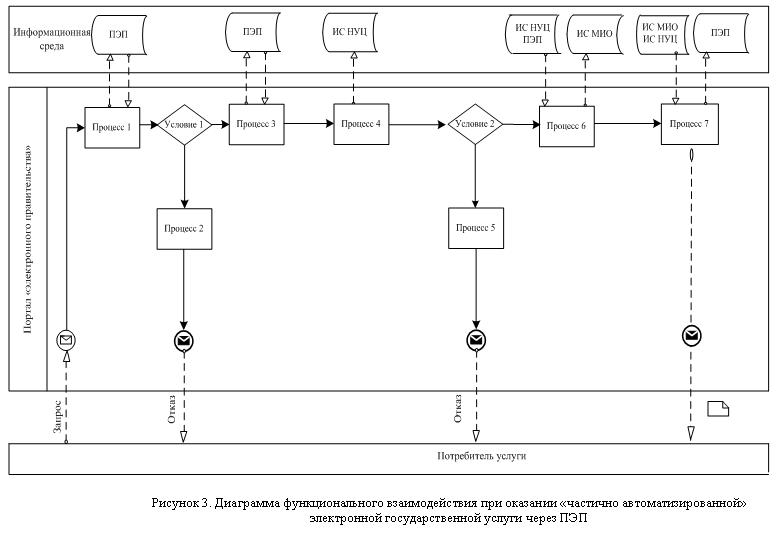 Информационная
среда
ПЭП
ПЭП
ИС НУЦ
ИС НУЦ
ПЭП
ИС МИО
ИС МИО
ИС НУЦ
ПЭП
Портал «электронного правительства»
Процесс 1
Условие 1
Процесс 3
Процесс 4
Условие 2
Процесс 6
Процесс 7
Процесс 2
Процесс 5
Запрос
Отказ
Отказ
Потребитель услуги
Рисунок 3. Диаграмма функционального взаимодействия при оказании «частично автоматизированной»
электронной государственной услуги через ПЭП